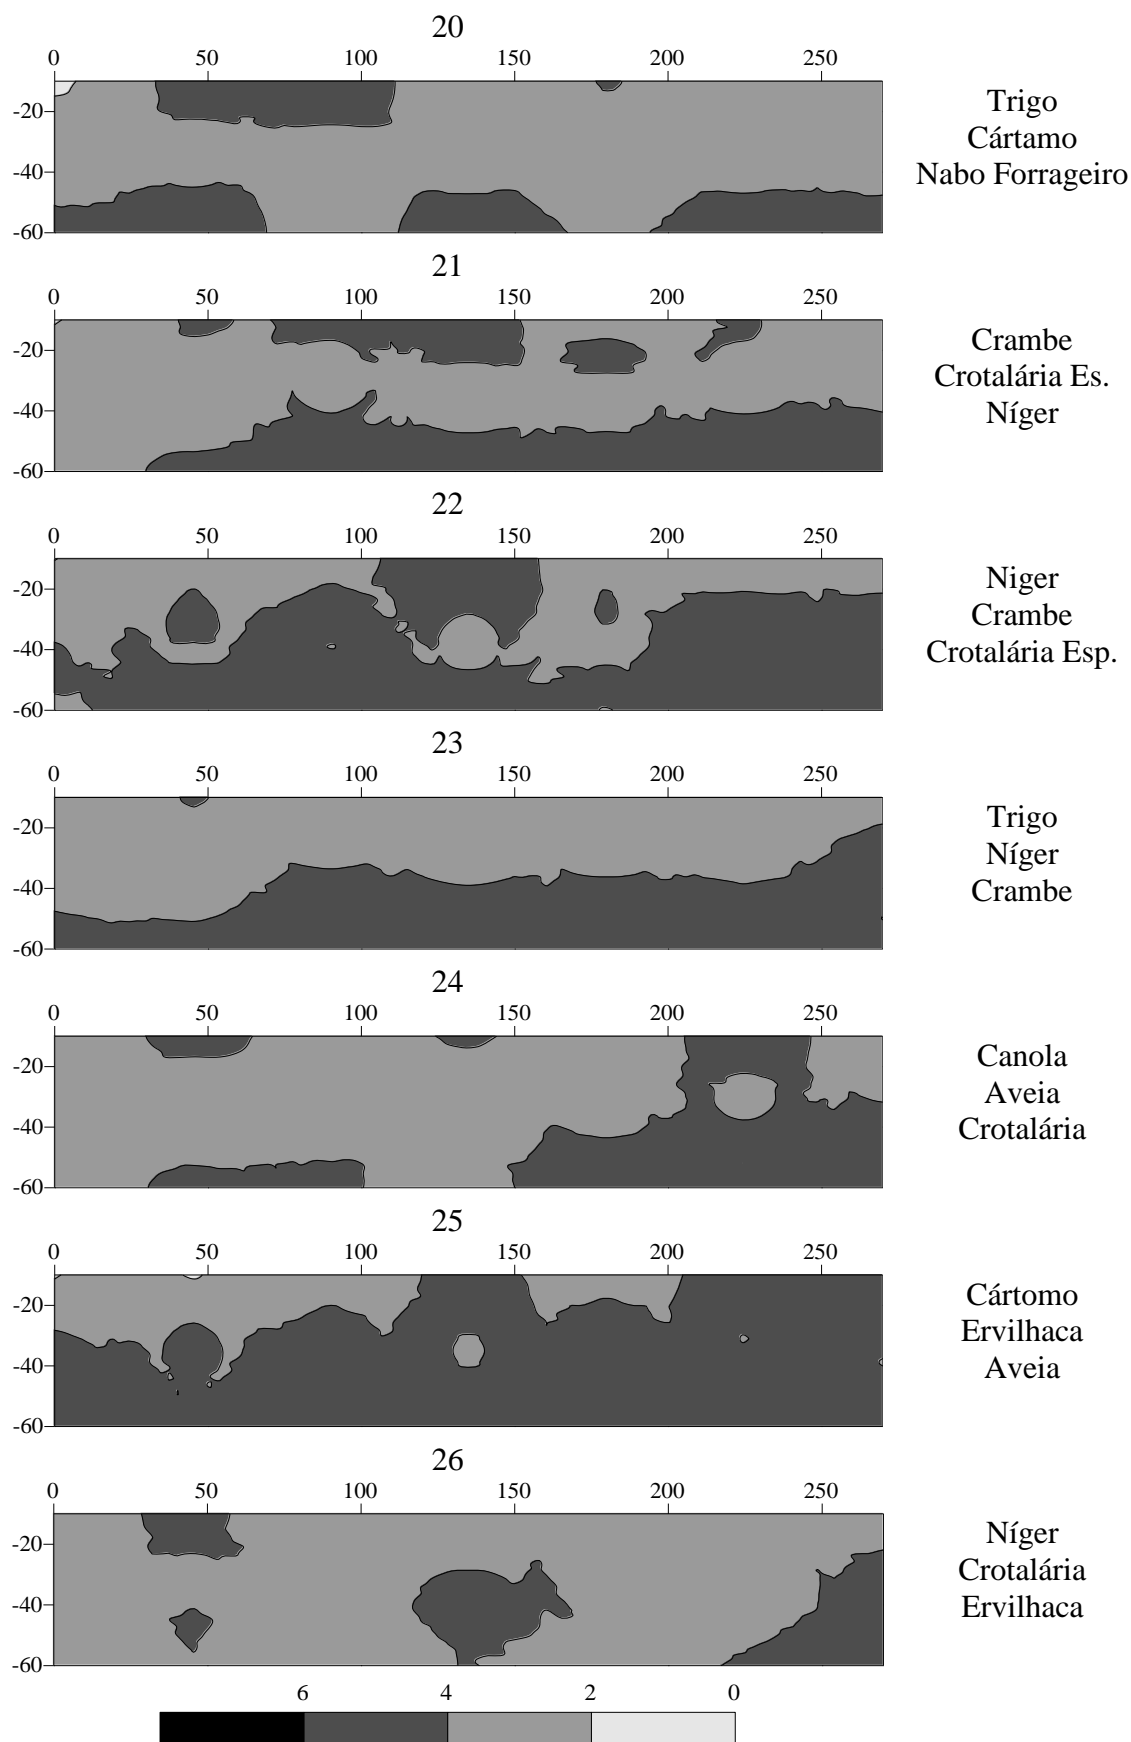 20
0 50 100 150 200 250
-20
-40
-60
Trigo
Cártamo
Nabo Forrageiro
21
0 50 100 150 200 250
-20
-40
-60
Crambe
Crotalária Es.
Níger
22
0 50 100 150 200 250
-20
-40
-60
Niger
Crambe
Crotalária Esp.
23
0 50 100 150 200 250
-20
-40
-60
Trigo
Níger
Crambe
24
0 50 100 150 200 250
-20
-40
-60
Canola
Aveia
Crotalária
25
0 50 100 150 200 250
-20
-40
-60
Cártomo
Ervilhaca
Aveia
26
0 50 100 150 200 250
-20
-40
-60
Níger
Crotalária
Ervilhaca
6 4 2 0